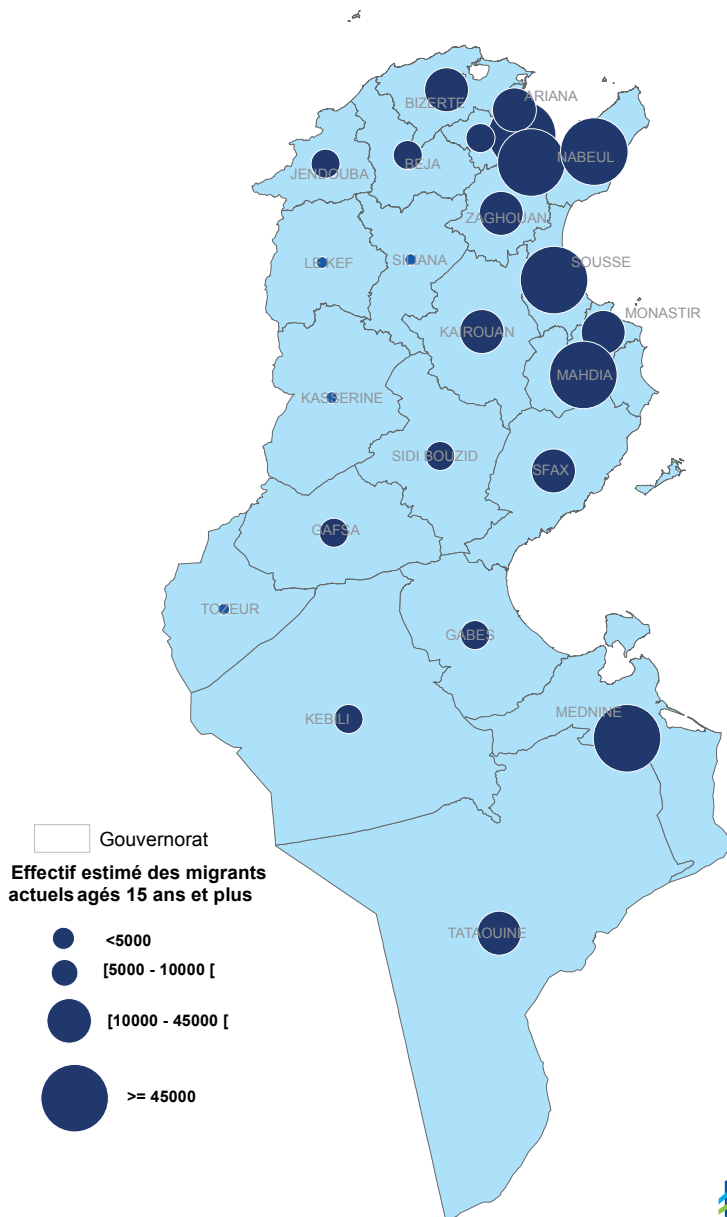 ARIANA
BIZERTE
NABEUL
BEJA
JENDOUBA
ZAGHOUAN
LE KEF
SILIANA
SOUSSE
MONASTIR
KAIROUAN
MAHDIA
KASSERINE
SIDI BOUZID
SFAX
GAFSA
TOZEUR
GABES
MEDNINE
KEBILI
TATAOUINE
Gouvernorat
Effectif estimé des migrants
actuels agés 15 ans et plus
<5000
[5000 - 10000 [
[10000 - 45000 [
>= 45000